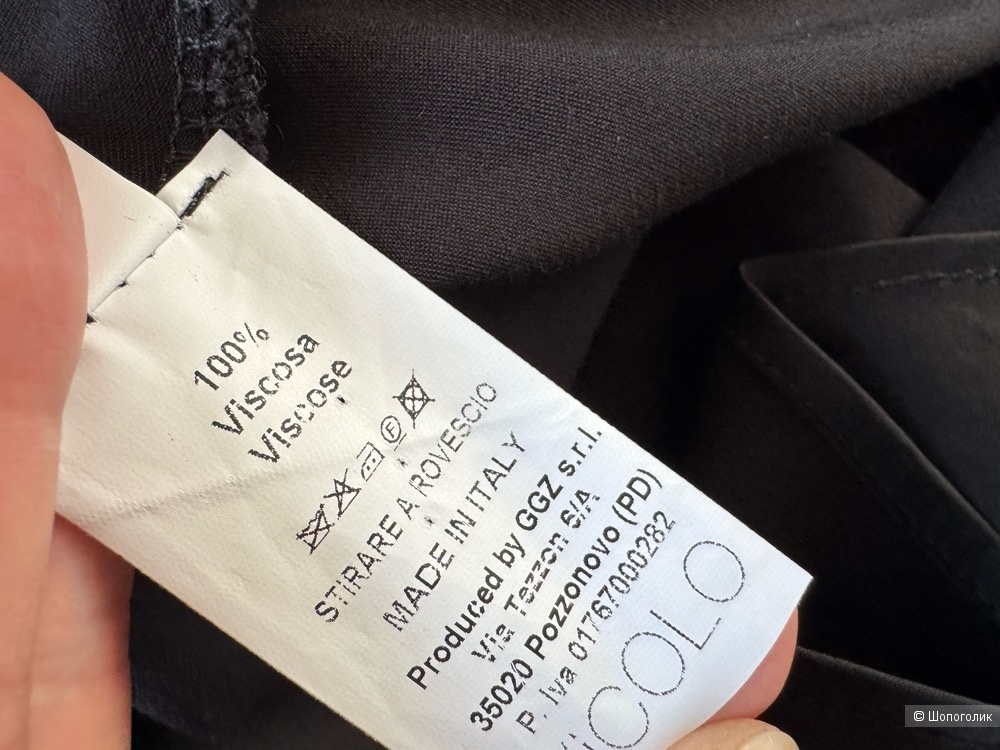 100%
Viscosa
Viscose
STIRARE A ROVESCIO
MADE IN ITALY
Produced by GGZ s.r.l.
Via Tezzon 6/A
35020 Pozzonovo (PD)
P. Iva 01767000282
COLO
© Шопоголик